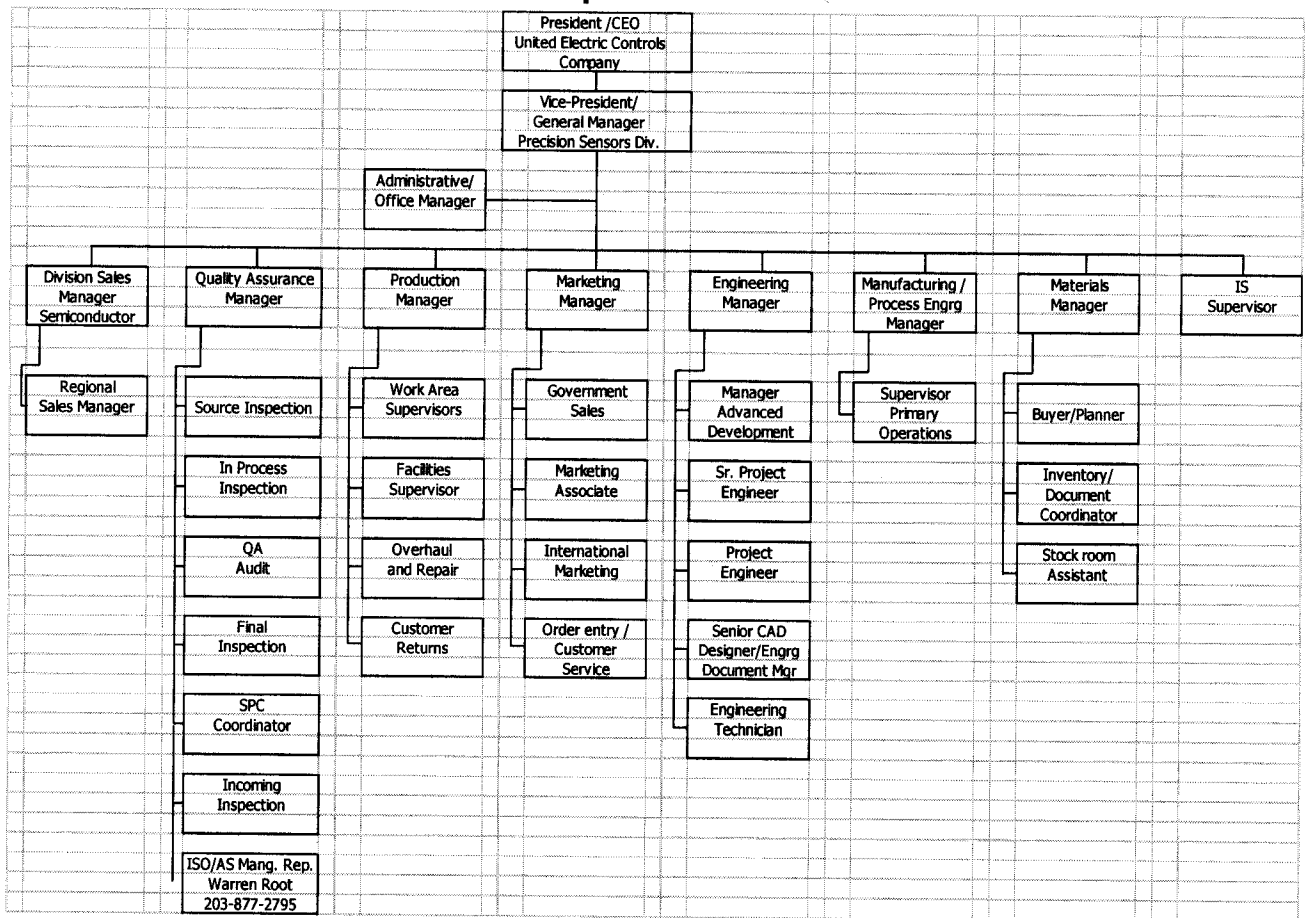 President /CEO
United Electric Controls
Company
Vice-President/
General Manager
Precision Sensors Div.
Administrative/
Office Manager
Division Sales
Manager
Semiconductor
Quality Assurance
Manager
Production
Manager
Marketing
Manager
Engineering
Manager
Manufacturing /
Process Engrg
Manager
Materials
Manager
IS
Supervisor
Regional
Sales Manager
Source Inspection
In Process
Inspection
QA
Audit
Final
Inspection
SPC
Coordinator
Incoming
Inspection
ISO/AS Mang. Rep.
Warren Root
203-877-2795
Work Area
Supervisors
Facilities
Supervisor
Overhaul
and Repair
Customer
Returns
Government
Sales
Marketing
Associate
International
Marketing
Order entry /
Customer
Service
Manager
Advanced
Development
Sr. Project
Engineer
Project
Engineer
Senior CAD
Designer/Engrg
Document Mgr
Engineering
Technician
Supervisor
Primary
Operations
Buyer/Planner
Inventory/
Document
Coordinator
Stock room
Assistant